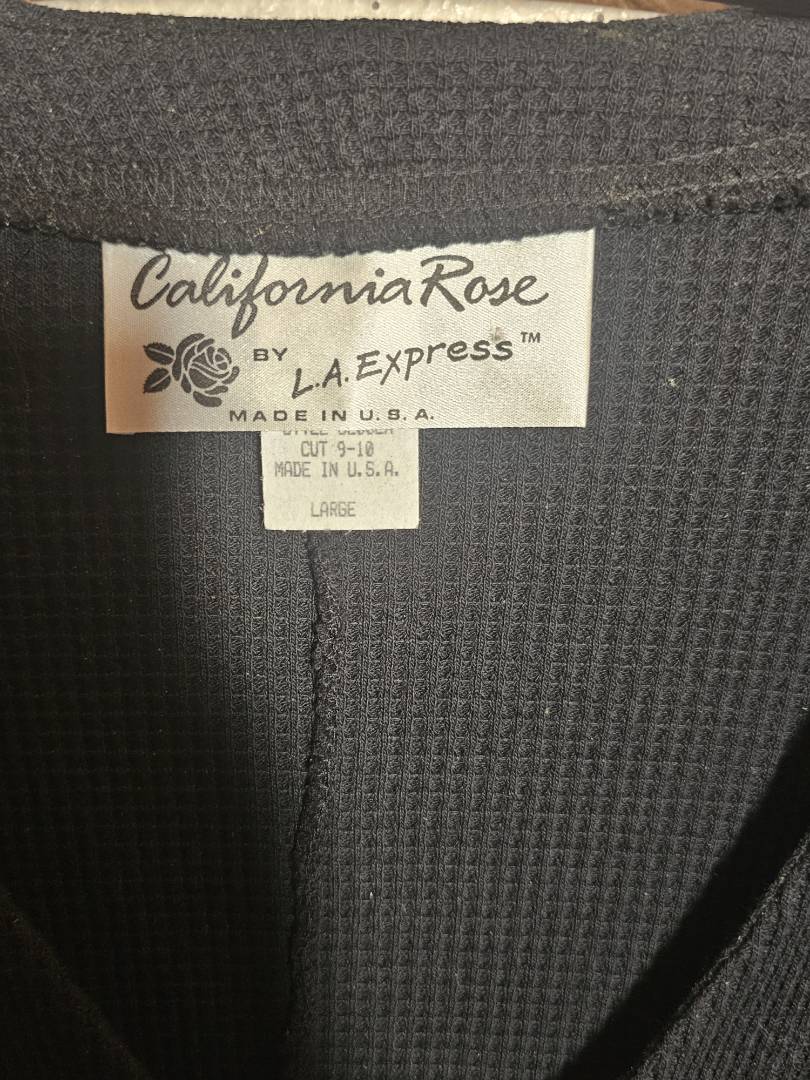 California Rose
BY L.A. Express™
MADE IN U.S.A.
CUT 9-10
MADE IN U.S.A.
LARGE